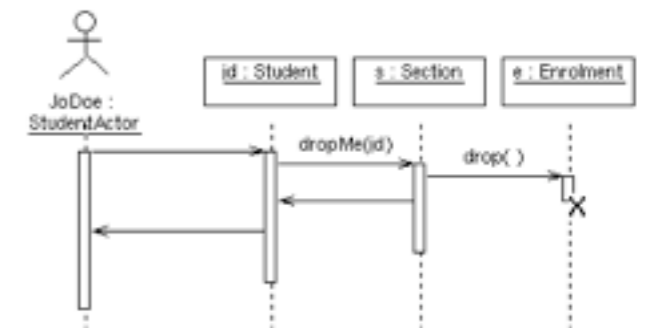 id : Student
s : Section
e : Enrolment
JoDoe :
StudentActor
dropMe(id)
drop( )